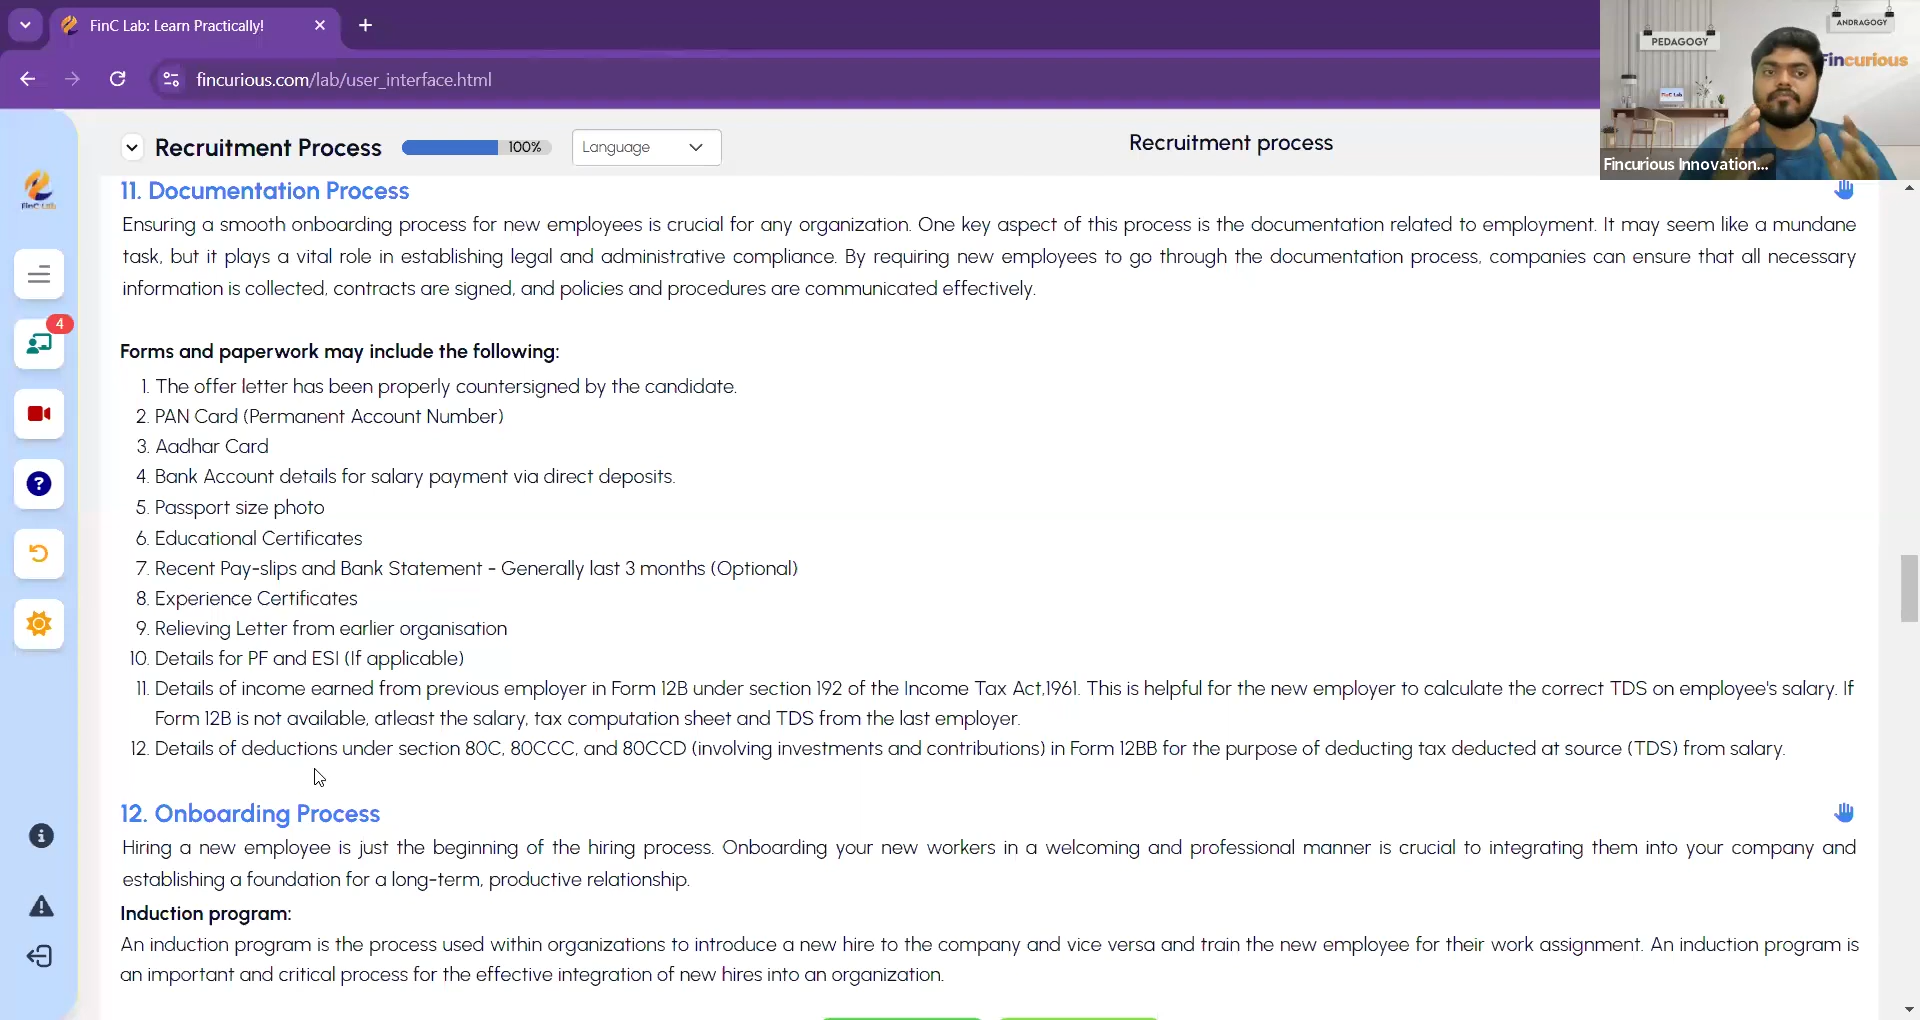 FinC Lab: Learn Practically!
fincurious.com/lab/user_interface.html
PEDAGOGY
ANDRAGOGY
Fincurious
FinC Lab
Fincurious Innovation...
Recruitment Process
100%
Language
Recruitment process
FinC Lab
4
11. Documentation Process
Ensuring a smooth onboarding process for new employees is crucial for any organization. One key aspect of this process is the documentation related to employment. It may seem like a mundane
task, but it plays a vital role in establishing legal and administrative compliance. By requiring new employees to go through the documentation process, companies can ensure that all necessary
information is collected, contracts are signed, and policies and procedures are communicated effectively.
Forms and paperwork may include the following:
1. The offer letter has been properly countersigned by the candidate.
2. PAN Card (Permanent Account Number)
3. Aadhar Card
4. Bank Account details for salary payment via direct deposits.
5. Passport size photo
6. Educational Certificates
7. Recent Pay-slips and Bank Statement - Generally last 3 months (Optional)
8. Experience Certificates
9. Relieving Letter from earlier organisation
10. Details for PF and ESI (If applicable)
11. Details of income earned from previous employer in Form 12B under section 192 of the Income Tax Act,1961. This is helpful for the new employer to calculate the correct TDS on employee's salary. If
Form 12B is not available, atleast the salary, tax computation sheet and TDS from the last employer.
12. Details of deductions under section 80C, 80CCC, and 80CCD (involving investments and contributions) in Form 12BB for the purpose of deducting tax deducted at source (TDS) from salary.
12. Onboarding Process
Hiring a new employee is just the beginning of the hiring process. Onboarding your new workers in a welcoming and professional manner is crucial to integrating them into your company and
establishing a foundation for a long-term, productive relationship.
Induction program:
An induction program is the process used within organizations to introduce a new hire to the company and vice versa and train the new employee for their work assignment. An induction program is
an important and critical process for the effective integration of new hires into an organization.